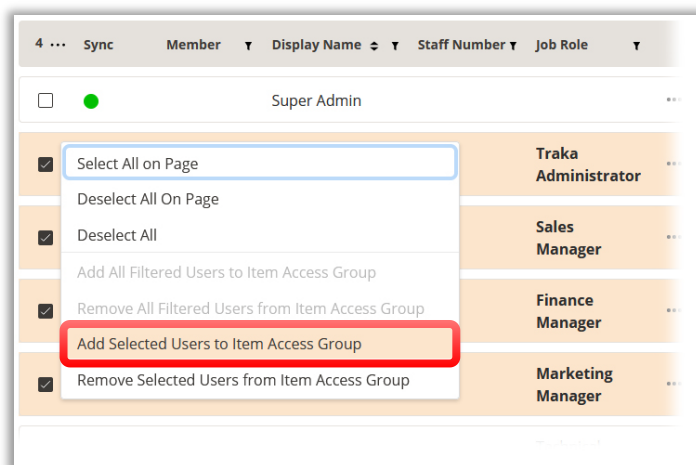 4 ... Sync Member Display Name Staff Number Job Role
Super Admin
Select All on Page
Traka
Administrator
Deselect All On Page
Deselect All
Sales
Manager
Add All Filtered Users to Item Access Group
Remove All Filtered Users from Item Access Group
Finance
Manager
Add Selected Users to Item Access Group
Remove Selected Users from Item Access Group
Marketing
Manager